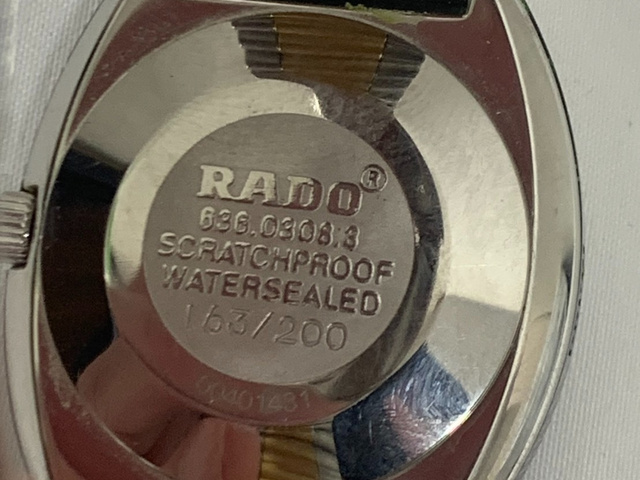 RADO®
636.0308.3
SCRATCHPROOF
WATERSEALED
163/200
00401431